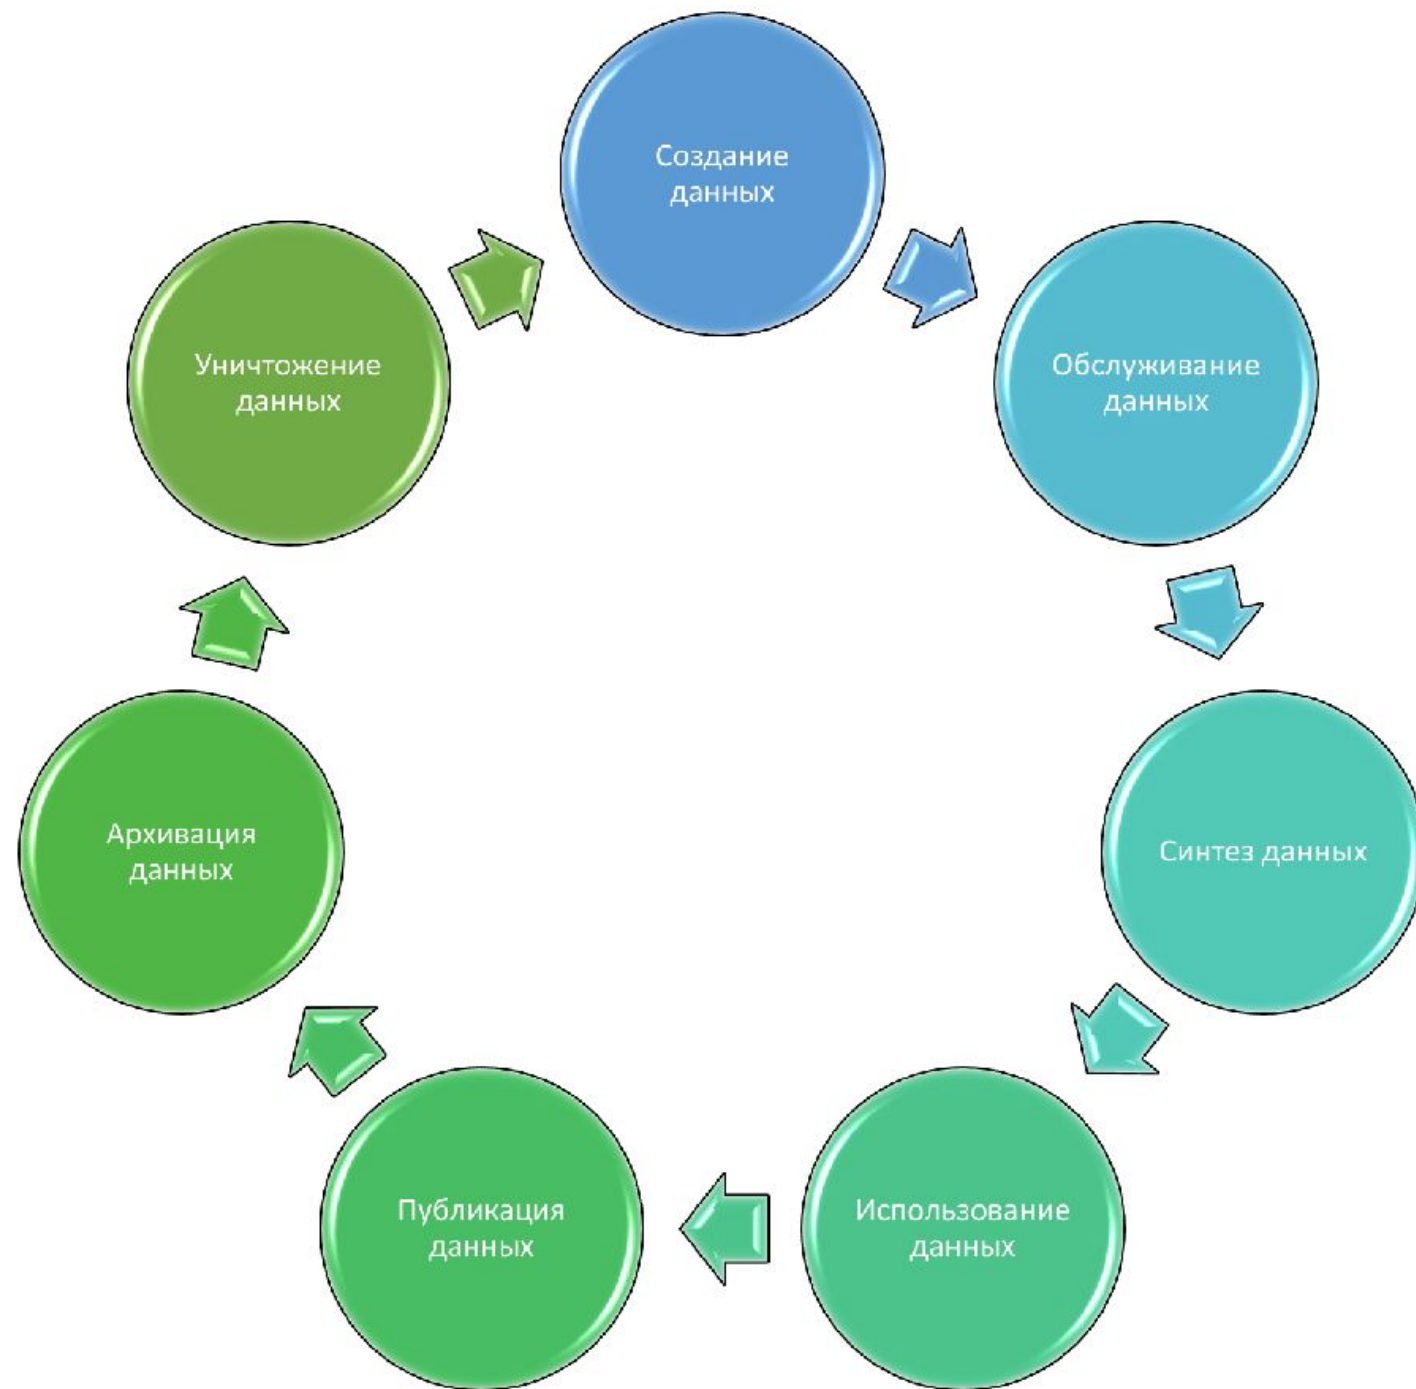 Создание
данных
Обслуживание
данных
Синтез данных
Использование
данных
Публикация
данных
Архивация
данных
Уничтожение
данных